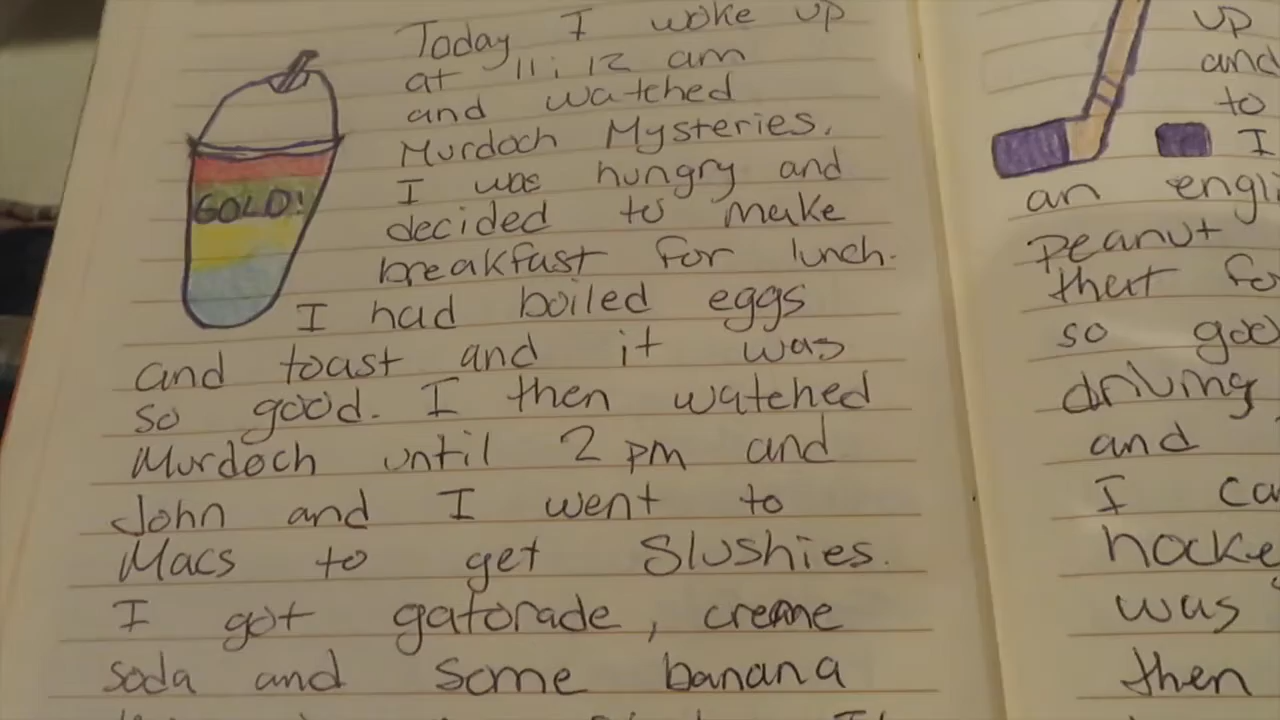 Today I woke up
at 11:12 am
and watched
Murdoch Mysteries.
I was hungry and
decided to make
breakfast for lunch.
I had boiled eggs
and toast and it was
so good. I then watched
Murdoch until 2 pm and
John and I went to
Macs to get Slushies.
I got gatorade, creme
soda and some banana
GOLD!
up
and
to
I
an
peanut
that
so
driving
and
I
was
then